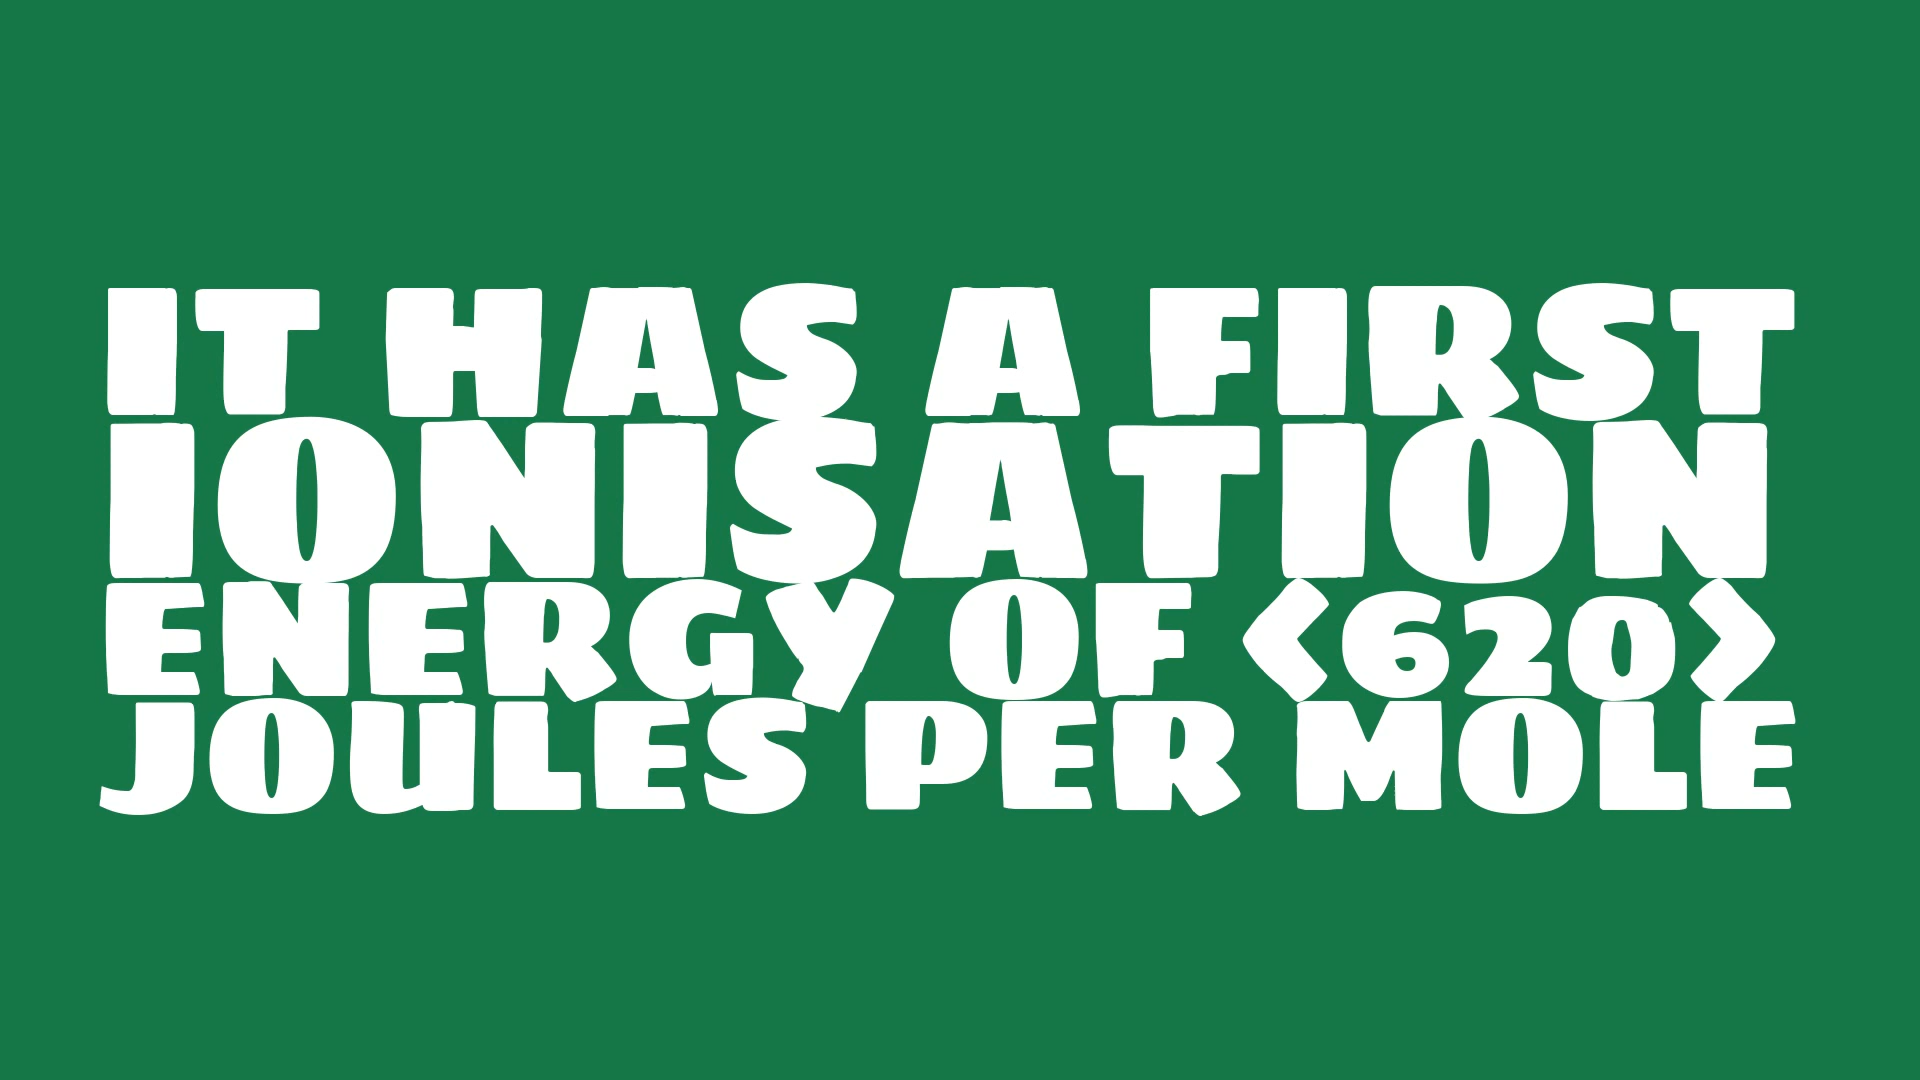 IT HAS A FIRST
IONISATION
ENERGY OF <620>
JOULES PER MOLE